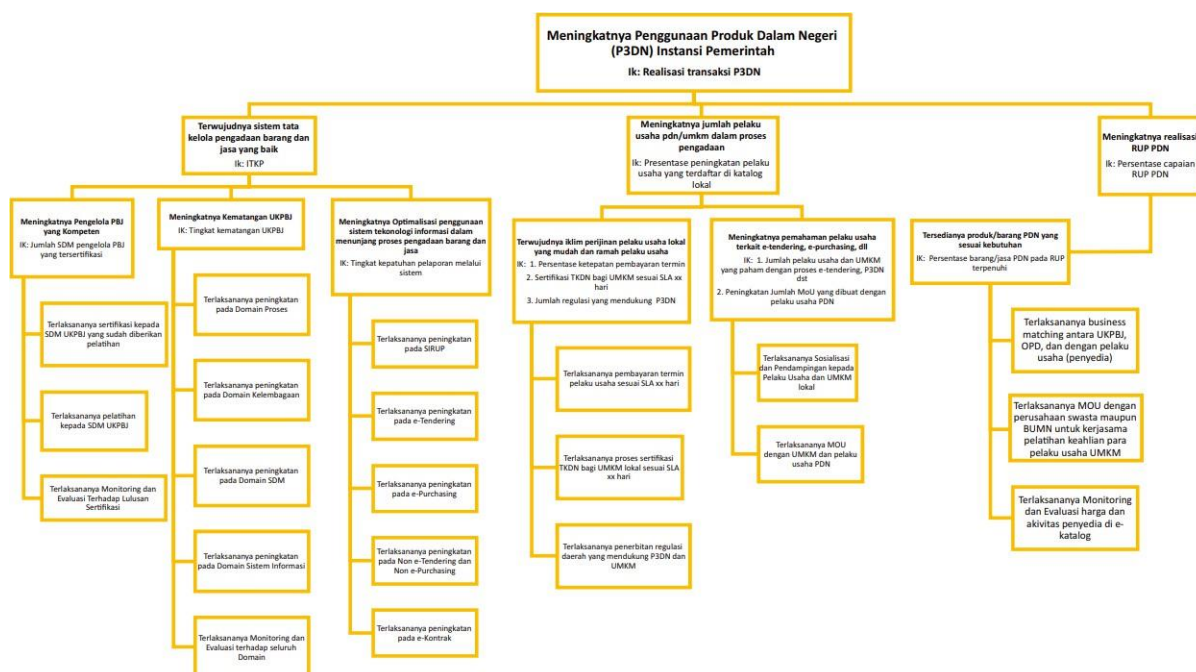 Meningkatnya Penggunaan Produk Dalam Negeri
(P3DN) Instansi Pemerintah
Ik: Realisasi transaksi P3DN
Terwujudnya sistem tata
kelola pengadaan barang dan
jasa yang baik
Ik: ITKP
Meningkatnya jumlah pelaku
usaha pdn/umkm dalam proses
pengadaan
Ik: Presentase peningkatan pelaku
usaha yang terdaftar di katalog
lokal
Meningkatnya realisasi
RUP PDN
Ik: Persentase capaian
RUP PDN
Meningkatnya Pengelola PBJ
yang Kompeten
IK: Jumlah SDM pengelola PBJ
yang tersertifikasi
Meningkatnya Kematangan UKPBJ
IK: Tingkat kematangan UKPBJ
Meningkatnya Optimalisasi penggunaan
sistem tekonologi informasi dalam
menunjang proses pengadaan barang dan
jasa
IK: Tingkat kepatuhan pelaporan melalui
sistem
Terwujudnya iklim perijinan pelaku usaha lokal
yang mudah dan ramah pelaku usaha
IK: 1. Persentase ketepatan pembayaran termin
2. Sertifikasi TKDN bagi UMKM sesuai SLA xx
hari
3. Jumlah regulasi yang mendukung P3DN
Meningkatnya pemahaman pelaku usaha
terkait e-tendering, e-purchasing, dll
IK: 1. Jumlah pelaku usaha dan UMKM
yang paham dengan proses e-tendering, P3DN
dst
2. Peningkatan Jumlah MoU yang dibuat dengan
pelaku usaha PDN
Tersedianya produk/barang PDN yang
sesuai kebutuhan
IK: Persentase barang/jasa PDN pada RUP
terpenuhi
Terlaksananya sertifikasi kepada
SDM UKPBJ yang sudah diberikan
pelatihan
Terlaksananya pelatihan
kepada SDM UKPBJ
Terlaksananya Monitoring dan
Evaluasi Terhadap Lulusan
Sertifikasi
Terlaksananya peningkatan
pada Domain Proses
Terlaksananya peningkatan
pada Domain Kelembagaan
Terlaksananya peningkatan
pada Domain SDM
Terlaksananya peningkatan
pada Domain Sistem Informasi
Terlaksananya Monitoring dan
Evaluasi terhadap seluruh
Domain
Terlaksananya peningkatan
pada SIRUP
Terlaksananya peningkatan
pada e-Tendering
Terlaksananya peningkatan
pada e-Purchasing
Terlaksananya peningkatan
pada Non e-Tendering dan
Non e-Purchasing
Terlaksananya peningkatan
pada e-Kontrak
Terlaksananya pembayaran termin
pelaku usaha sesuai SLA xx hari
Terlaksananya proses sertifikasi
TKDN bagi UMKM lokal sesuai SLA
xx hari
Terlaksananya penerbitan regulasi
daerah yang mendukung P3DN dan
UMKM
Terlaksananya Sosialisasi
dan Pendampingan kepada
Pelaku Usaha dan UMKM
lokal
Terlaksananya MOU
dengan UMKM dan pelaku
usaha PDN
Terlaksananya business
matching antara UKPBJ,
OPD, dan dengan pelaku
usaha (penyedia)
Terlaksananya MOU dengan
perusahaan swasta maupun
BUMN untuk kerjasama
pelatihan keahlian para
pelaku usaha UMKM
Terlaksananya Monitoring
dan Evaluasi harga dan
akivitas penyedia di e-
katalog